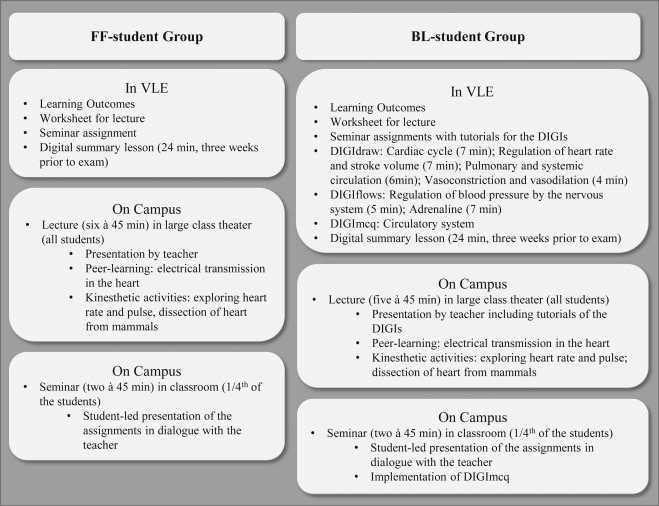 FF-student Group
In VLE
• Learning Outcomes
• Worksheet for lecture
• Seminar assignment
• Digital summary lesson (24 min, three weeks
prior to exam)
On Campus
• Lecture (six à 45 min) in large class theater
(all students)
• Presentation by teacher
• Peer-learning: electrical transmission
in the heart
• Kinesthetic activities: exploring heart
rate and pulse, dissection of heart
from mammals
On Campus
• Seminar (two à 45 min) in classroom (1/4th of
the students)
• Student-led presentation of the
assignments in dialogue with the
teacher
BL-student Group
In VLE
• Learning Outcomes
• Worksheet for lecture
• Seminar assignments with tutorials for the DIGIs
• DIGIdraw: Cardiac cycle (7 min); Regulation of heart rate
and stroke volume (7 min); Pulmonary and systemic
circulation (6min); Vasoconstriction and vasodilation (4 min)
• DIGIflows: Regulation of blood pressure by the nervous
system (5 min); Adrenaline (7 min)
• DIGImcq: Circulatory system
• Digital summary lesson (24 min, three weeks prior to exam)
On Campus
• Lecture (five à 45 min) in large class theater (all students)
• Presentation by teacher including tutorials of the
DIGIs
• Peer-learning: electrical transmission in the heart
• Kinesthetic activities: exploring heart rate and pulse;
dissection of heart from mammals
On Campus
• Seminar (two à 45 min) in classroom (1/4th of the students)
• Student-led presentation of the assignments in
dialogue with the teacher
• Implementation of DIGImcq